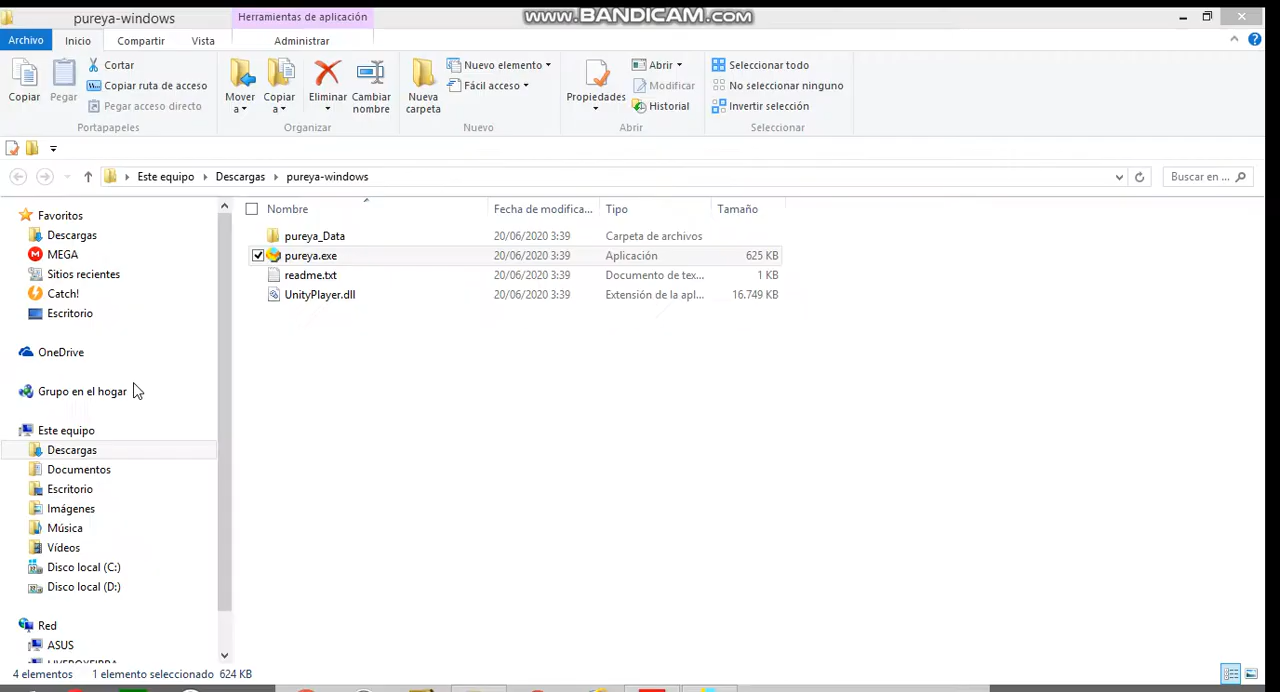 pureya-windows
Herramientas de aplicación
www.BANDICAM.com
Archivo
Inicio
Compartir
Vista
Administrar
Copiar
Pegar
Cortar
Copiar ruta de acceso
Pegar acceso directo
Portapapeles
Mover a
Copiar a
Eliminar
Cambiar nombre
Organizar
Nueva carpeta
Nuevo elemento
Fácil acceso
Nuevo
Propiedades
Abrir
Modificar
Historial
Abrir
Seleccionar todo
No seleccionar ninguno
Invertir selección
Seleccionar
Este equipo
Descargas
pureya-windows
Buscar en ...
Favoritos
Descargas
MEGA
Sitios recientes
Catch!
Escritorio
OneDrive
Grupo en el hogar
Este equipo
Descargas
Documentos
Escritorio
Imágenes
Música
Vídeos
Disco local (C:)
Disco local (D:)
Red
ASUS
Nombre Fecha de modifica... Tipo Tamaño
pureya_Data 20/06/2020 3:39 Carpeta de archivos
pureya.exe 20/06/2020 3:39 Aplicación 625 KB
readme.txt 20/06/2020 3:39 Documento de tex... 1 KB
UnityPlayer.dll 20/06/2020 3:39 Extensión de la apl... 16.749 KB
4 elementos 1 elemento seleccionado 624 KB